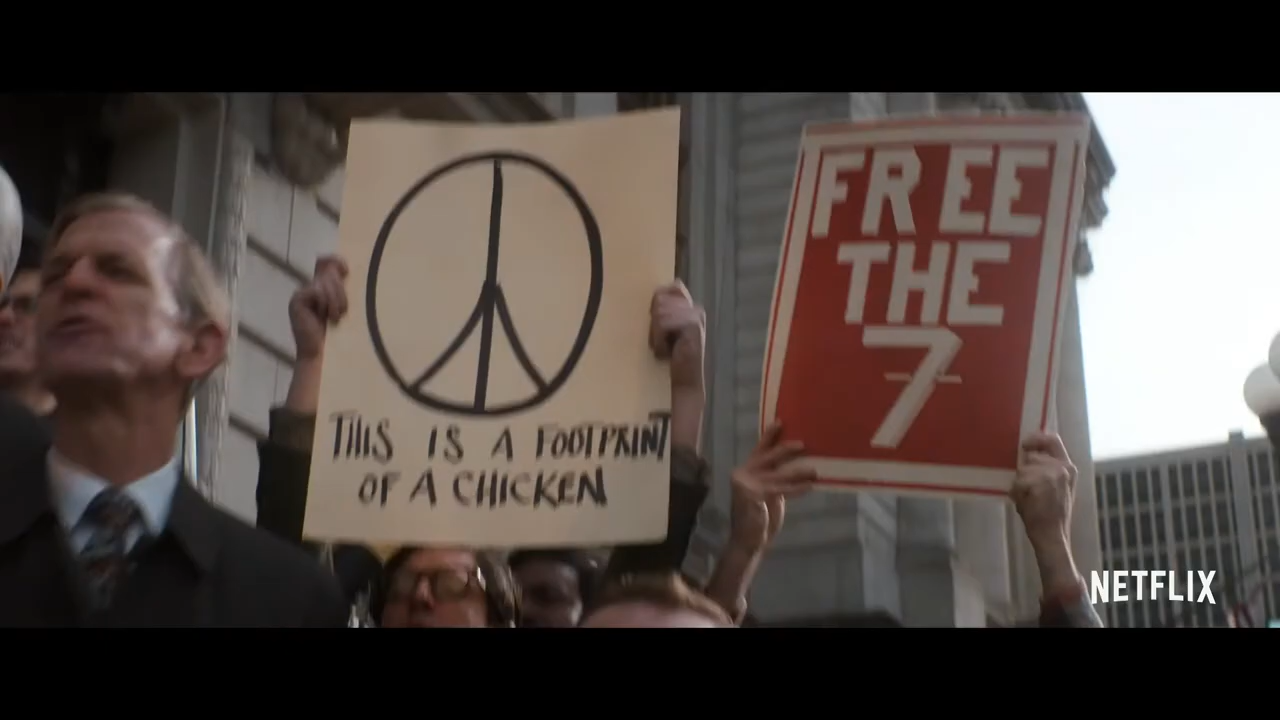 THIS IS A FOOTPRINT
OF A CHICKEN
FREE
THE
7
NETFLIX